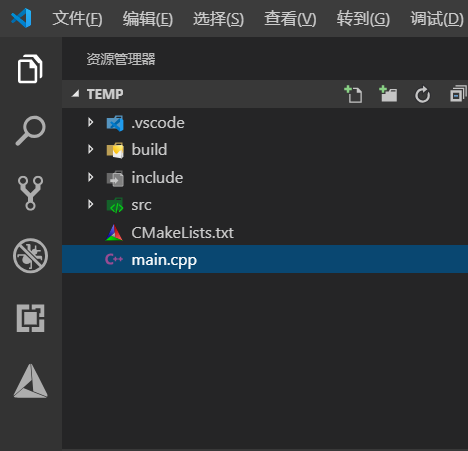 文件(F) 编辑(E) 选择(S) 查看(V) 转到(G) 调试(D)
资源管理器
TEMP
.vscode
build
include
src
CMakeLists.txt
C++ main.cpp